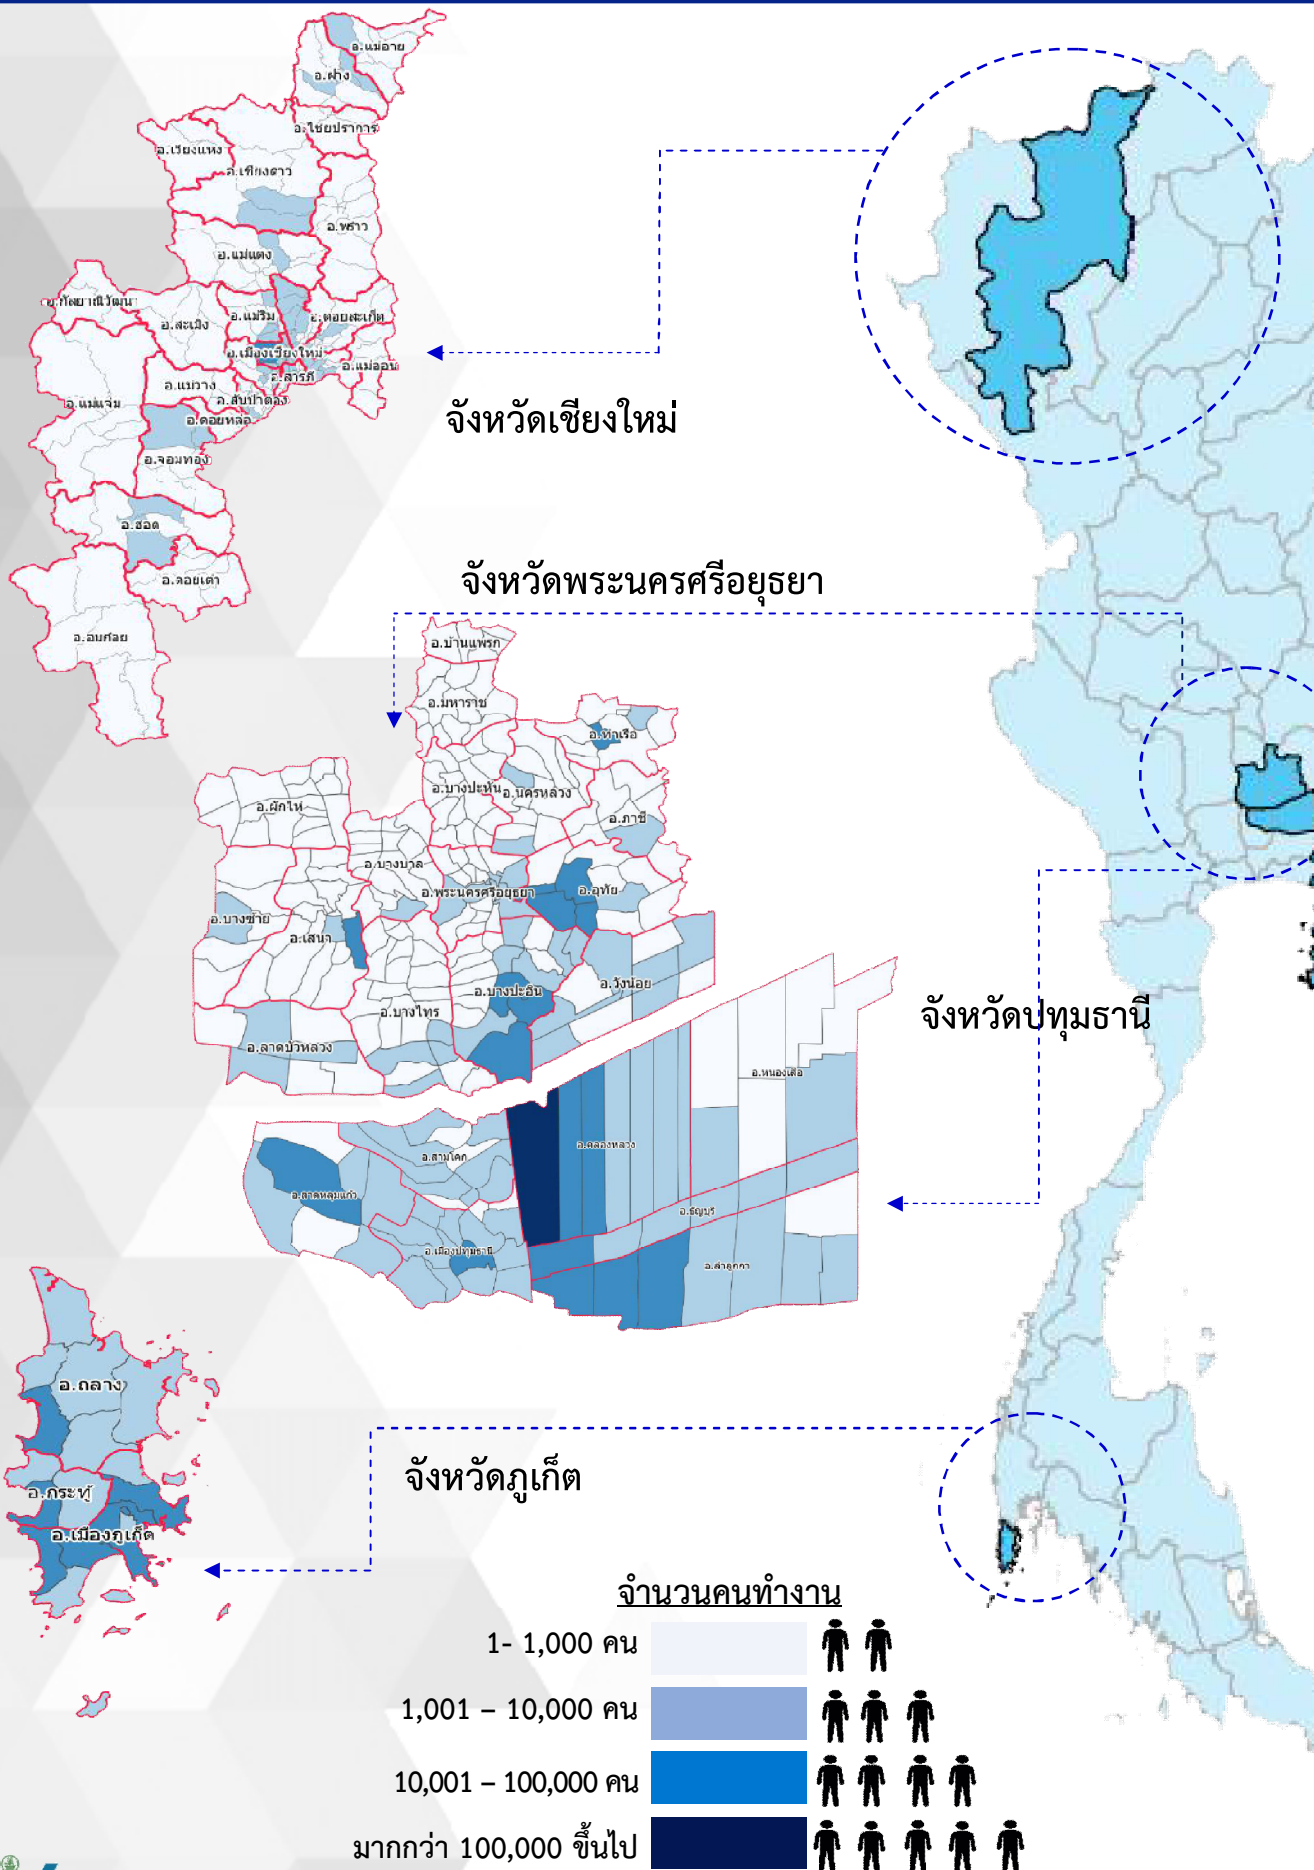 อ.แม่อาย
อ.ฝาง
อ.ไชยปราการ
อ.เวียงแหง
อ.เชียงดาว
อ.พร้าว
อ.แม่แตง
อ.กัลยาณิวัฒนา
อ.สะเมิง
อ.แม่ริม
อ.ดอยสะเก็ด
อ.เมืองเชียงใหม่
อ.แม่ออน
อ.สารภี
อ.แม่วาง
อ.สันป่าตอง
อ.แม่แจ่ม
อ.ดอยหล่อ
จังหวัดเชียงใหม่
อ.จอมทอง
อ.ฮอด
อ.ดอยเต่า
จังหวัดพระนครศรีอยุธยา
อ.อมก๋อย
อ.บ้านแพรก
อ.มหาราช
อ.ท่าเรือ
อ.บางปะหัน
อ.นครหลวง
อ.ผักไห่
อ.ภาชี
อ.บางบาล
อ.พระนครศรีอยุธยา
อ.อุทัย
อ.บางซ้าย
อ.เสนา
อ.วังน้อย
อ.บางปะอิน
อ.บางไทร
จังหวัดปทุมธานี
อ.ลาดบัวหลวง
อ.หนองเสือ
อ.คลองหลวง
อ.สามโคก
อ.ลาดหลุมแก้ว
อ.ธัญบุรี
อ.เมืองปทุมธานี
อ.ลำลูกกา
อ.ถลาง
จังหวัดภูเก็ต
อ.กระทู้
อ.เมืองภูเก็ต
จำนวนคนทำงาน
1- 1,000 คน
1,001 – 10,000 คน
10,001 – 100,000 คน
มากกว่า 100,000 ขึ้นไป